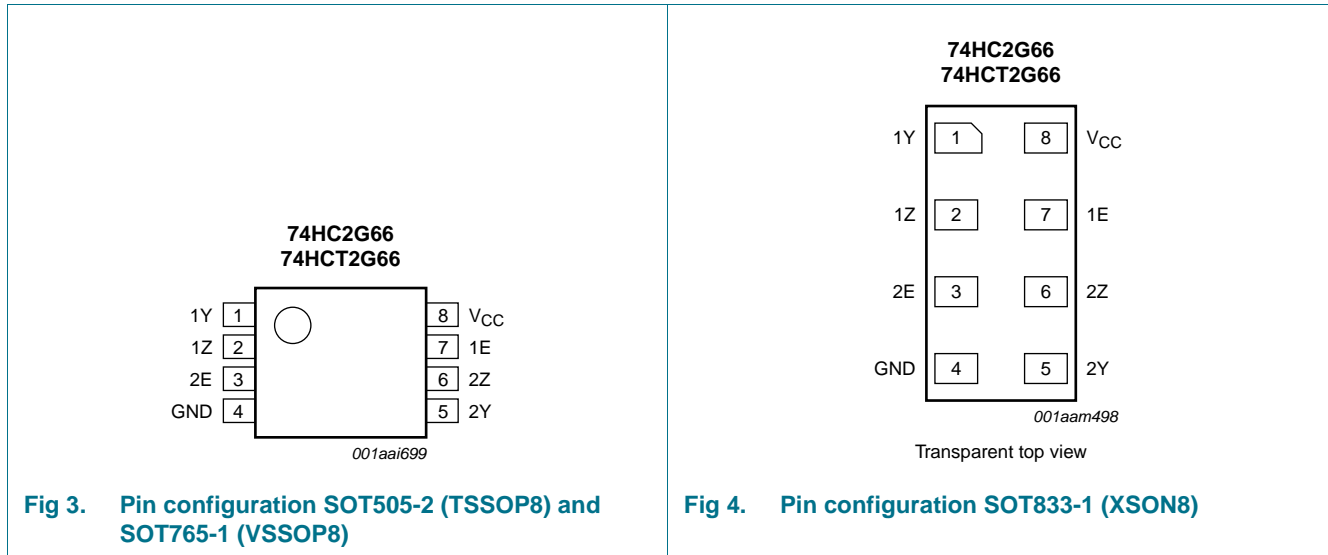 74HC2G66
74HCT2G66
1Y 1 8 VCC
1Z 2 7 1E
2E 3 6 2Z
GND 4 5 2Y
001aai699
Fig 3. Pin configuration SOT505-2 (TSSOP8) and
SOT765-1 (VSSOP8)
74HC2G66
74HCT2G66
1Y 1 8 VCC
1Z 2 7 1E
2E 3 6 2Z
GND 4 5 2Y
001aam498
Transparent top view
Fig 4. Pin configuration SOT833-1 (XSON8)